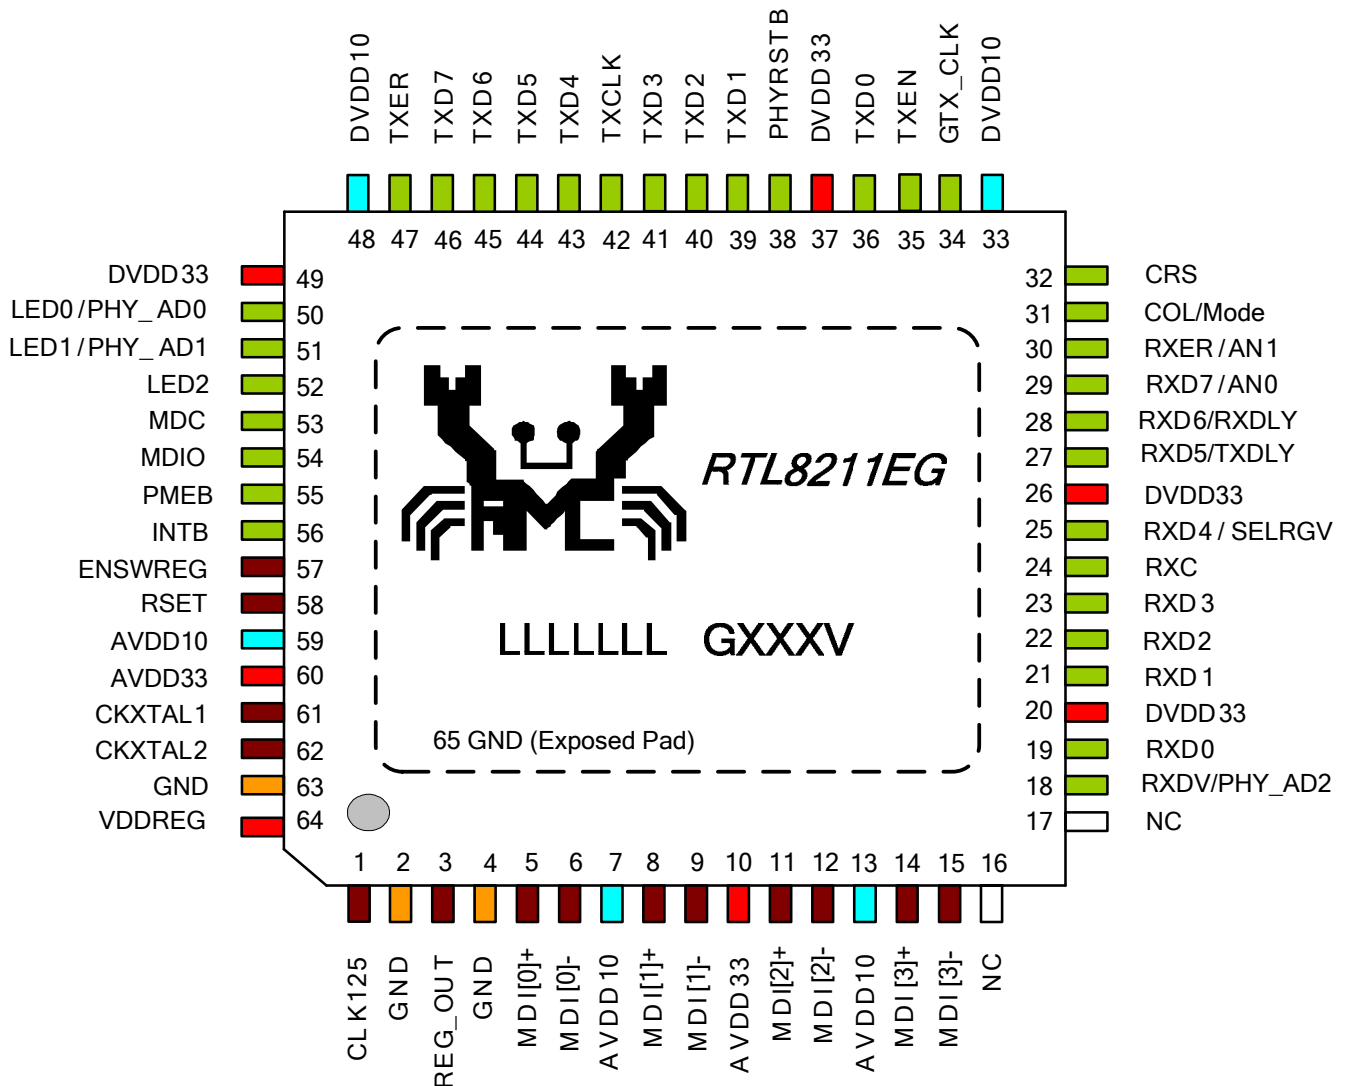 DVDD10
TXER
TXD7
TXD6
TXD5
TXD4
TXCLK
TXD3
TXD2
TXD1
PHYRSTB
DVDD33
TXD0
TXEN
GTX_CLK
DVDD10
48 47 46 45 44 43 42 41 40 39 38 37 36 35 34 33
DVDD33 49
LED0/PHY_AD0 50
LED1/PHY_AD1 51
LED2 52
MDC 53
MDIO 54
PMEB 55
INTB 56
ENSWREG 57
RSET 58
AVDD10 59
AVDD33 60
CKXTAL1 61
CKXTAL2 62
GND 63
VDDREG 64
RTL8211EG
LLLLLLL GXXXV
65 GND (Exposed Pad)
32 CRS
31 COL/Mode
30 RXER/AN1
29 RXD7/AN0
28 RXD6/RXDLY
27 RXD5/TXDLY
26 DVDD33
25 RXD4/SELRGV
24 RXC
23 RXD3
22 RXD2
21 RXD1
20 DVDD33
19 RXD0
18 RXDV/PHY_AD2
17 NC
1 2 3 4 5 6 7 8 9 10 11 12 13 14 15 16
CLK125
GND
REG_OUT
GND
MDI[0]+
MDI[0]-
AVDD10
MDI[1]+
MDI[1]-
AVDD33
MDI[2]+
MDI[2]-
AVDD10
MDI[3]+
MDI[3]-
NC